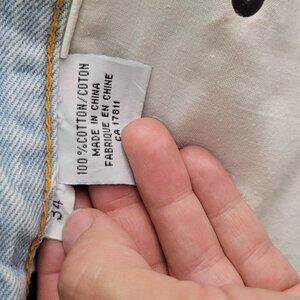 100% COTTON/COTON
MADE IN CHINA
FABRIQUE EN CHINE
CA 17811
34